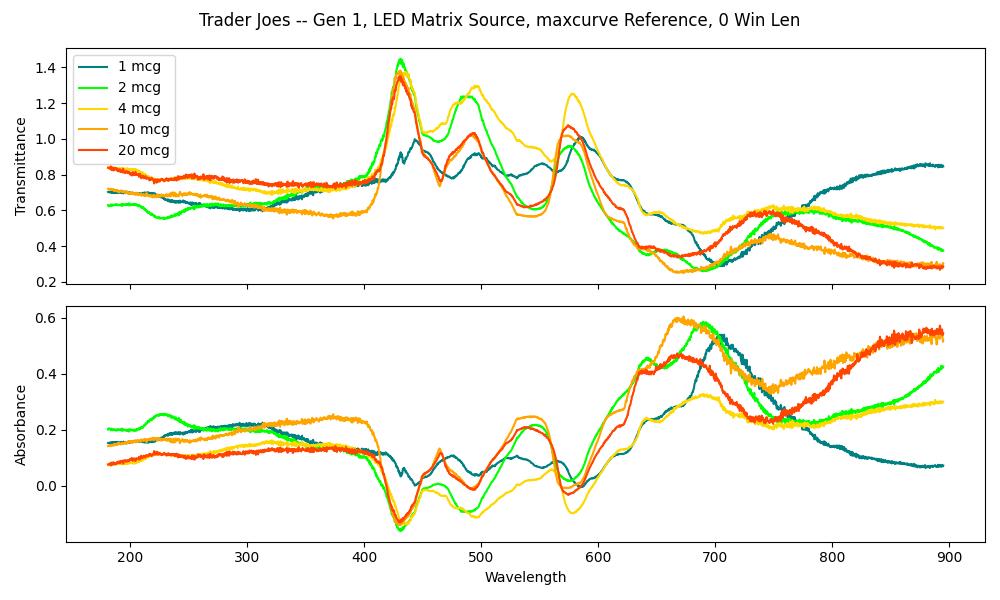 Trader Joes -- Gen 1, LED Matrix Source, maxcurve Reference, 0 Win Len
1 mcg
2 mcg
4 mcg
10 mcg
20 mcg
Transmittance
1.4
1.2
1.0
0.8
0.6
0.4
0.2
Absorbance
0.6
0.4
0.2
0.0
200 300 400 500 600 700 800 900
Wavelength